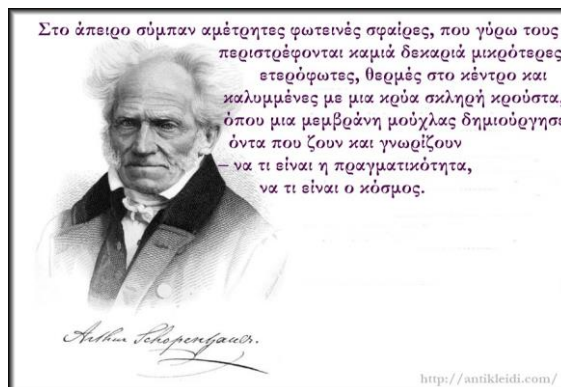 Στο άπειρο σύμπαν αμέτρητες φωτεινές σφαίρες, που γύρω τους
περιστρέφονται καμιά δεκαριά μικρότερες
ετερόφωτες, θερμές στο κέντρο και
καλυμμένες με μια κρύα σκληρή κρούστα,
όπου μια μεμβράνη μούχλας δημιούργησε
όντα που ζουν και γνωρίζουν
– να τι είναι η πραγματικότητα,
να τι είναι ο κόσμος.
Arthur Schopenhauer.
http://antikleidi.com/